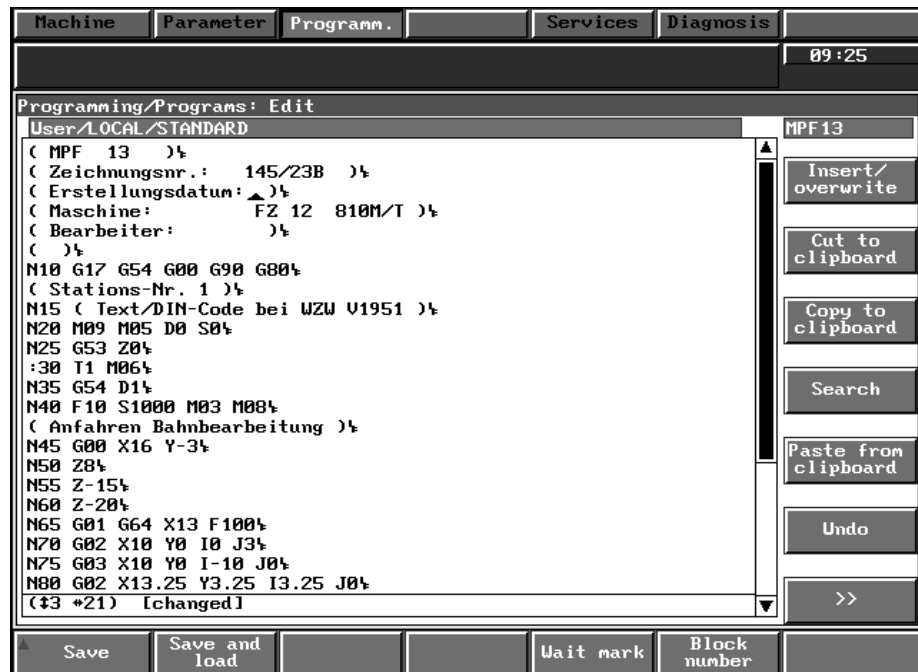 Machine Parameter Programm. Services Diagnosis
09:25
Programming/Programs: Edit
User/LOCAL/STANDARD
MPF13
( MPF 13 )␊
( Zeichnungsnr.: 145/23B )␊
( Erstellungsdatum: )␊
( Maschine: FZ 12 810M/T )␊
( Bearbeiter: )␊
( )␊
N10 G17 G54 G00 G90 G80␊
( Stations-Nr. 1 )␊
N15 ( Text/DIN-Code bei WZW V1951 )␊
N20 M09 M05 D0 S0␊
N25 G53 Z0␊
:30 T1 M06␊
N35 G54 D1␊
N40 F10 S1000 M03 M08␊
( Anfahren Bahnbearbeitung )␊
N45 G00 X16 Y-3␊
N50 Z8␊
N55 Z-15␊
N60 Z-20␊
N65 G01 G64 X13 F100␊
N70 G02 X10 Y0 I0 J3␊
N75 G03 X10 Y0 I-10 J0␊
N80 G02 X13.25 Y3.25 I3.25 J0␊
(↕3 ↔21) [changed]
Insert/
overwrite
Cut to
clipboard
Copy to
clipboard
Search
Paste from
clipboard
Undo
>>
Save
Save and
load
Wait mark
Block
number